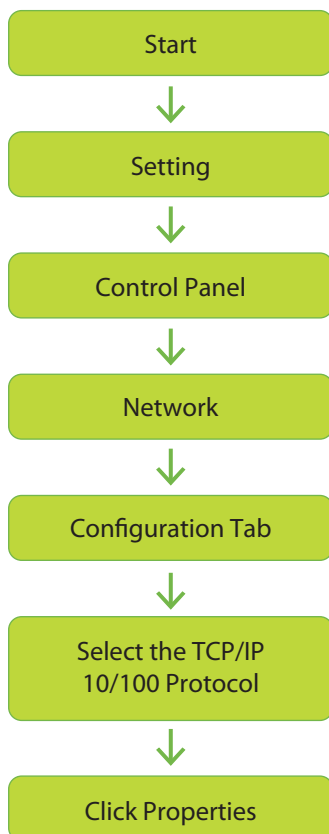 Start
Setting
Control Panel
Network
Configuration Tab
Select the TCP/IP
10/100 Protocol
Click Properties